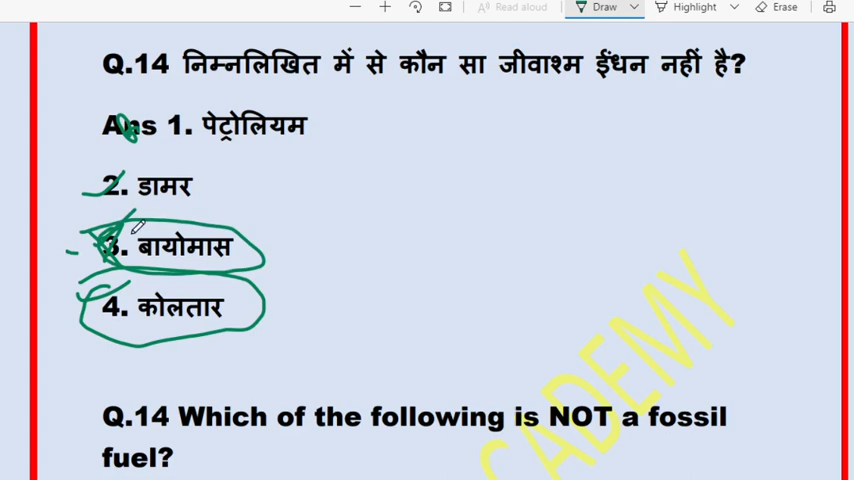 Read aloud
Draw
Highlight
Erase
Q.14 निम्नलिखित में से कौन सा जीवाश्म ईंधन नहीं है?
Ans 1. पेट्रोलियम
2. डामर
3. बायोमास
4. कोलतार
Q.14 Which of the following is NOT a fossil
fuel?
CADEMY